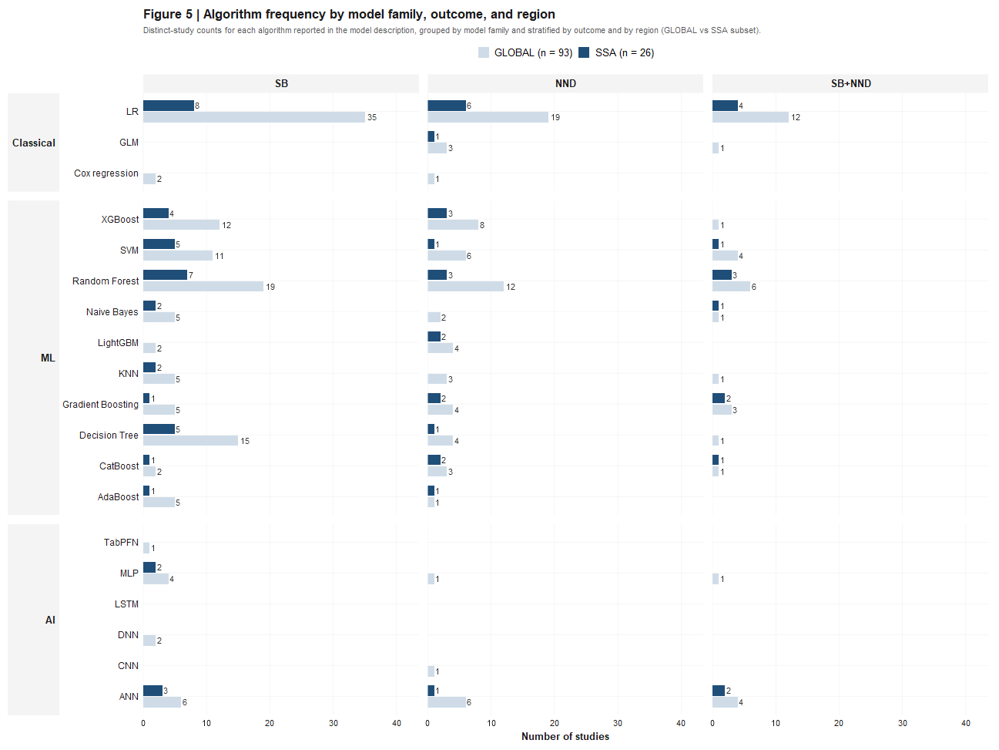 Figure 5 | Algorithm frequency by model family, outcome, and region
Distinct-study counts for each algorithm reported in the model description, grouped by model family and stratified by outcome and by region (GLOBAL vs SSA subset).
GLOBAL (n = 93) SSA (n = 26)
SB NND SB+NND
Classical
LR 8 6 4
35 19 12
GLM 1
3 1
Cox regression
2 1
ML
XGBoost 4 3
12 8 1
SVM 5 1 1
11 6 4
Random Forest 7 3 3
19 12 6
Naive Bayes 2 1
5 2 1
LightGBM 2
2 4
KNN 2
5 3 1
Gradient Boosting 1 2 2
5 4 3
Decision Tree 5 1
15 4 1
CatBoost 1 2 1
2 3 1
AdaBoost 1 1
5 1
AI
TabPFN
1
MLP 2
4 1 1
LSTM
DNN
2
CNN
1
ANN 3 1 2
6 6 4
0 10 20 30 40 0 10 20 30 40 0 10 20 30 40
Number of studies